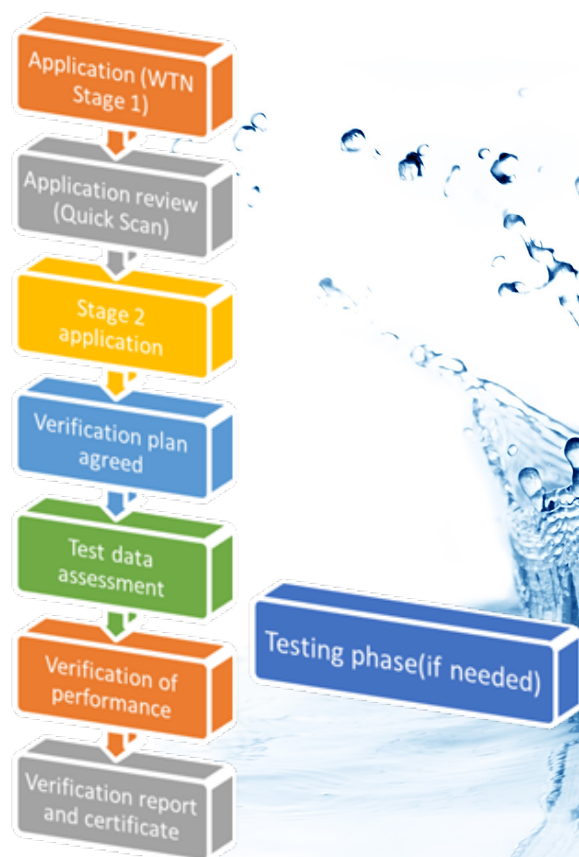 Application (WTN
Stage 1)
Application review
(Quick Scan)
Stage 2
application
Verification plan
agreed
Test data
assessment
Testing phase(if needed)
Verification of
performance
Verification report
and certificate